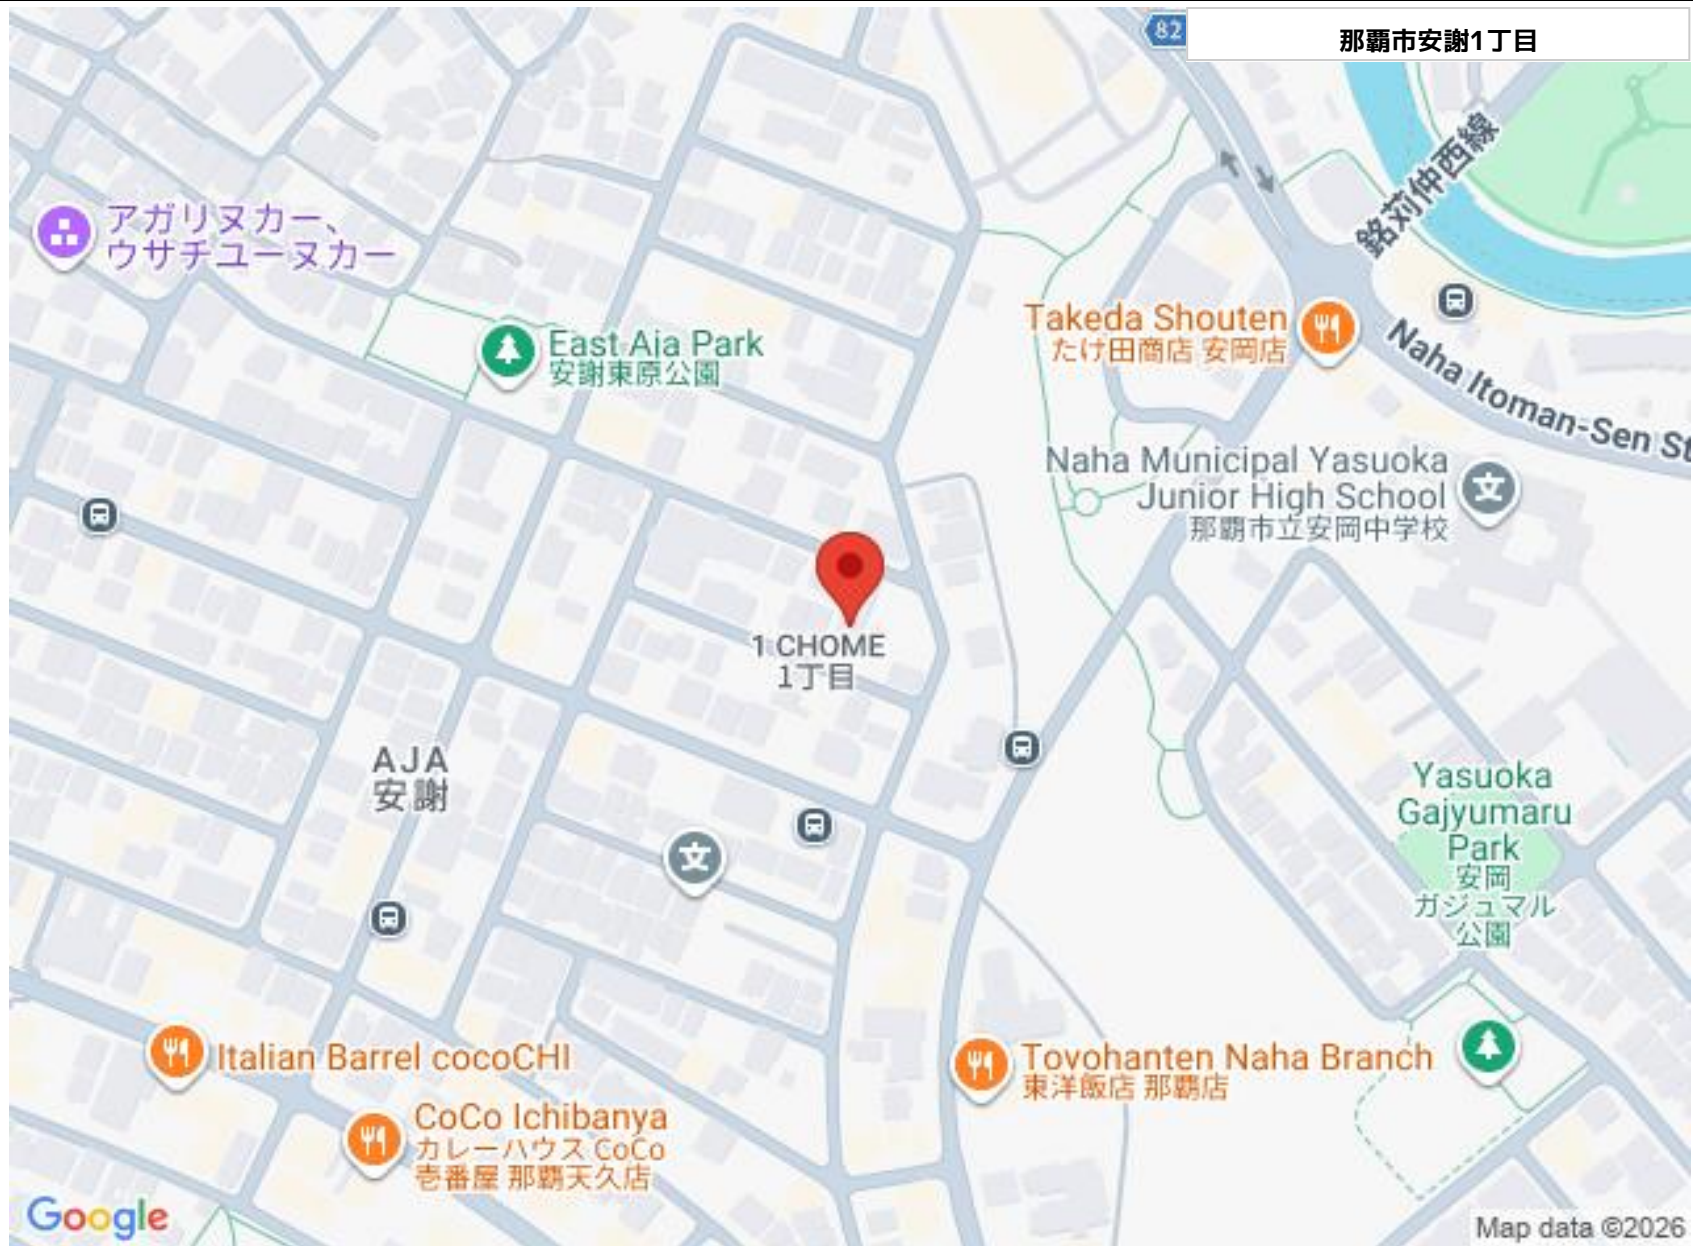 82
那覇市安謝1丁目
銘苅仲西線
アガリヌカー、
ウサチユーヌカー
East Aja Park
安謝東原公園
Takeda Shouten
たけ田商店 安岡店
Naha Itoman-Sen St
Naha Municipal Yasuoka
Junior High School
那覇市立安岡中学校
1 CHOME
1丁目
AJA
安謝
Yasuoka
Gajyumaru
Park
安岡
ガジュマル
公園
文
文
Italian Barrel cocoCHI
Toyohanten Naha Branch
東洋飯店 那覇店
CoCo Ichibanya
カレーハウス CoCo
壱番屋 那覇天久店
Google
Map data ©2026